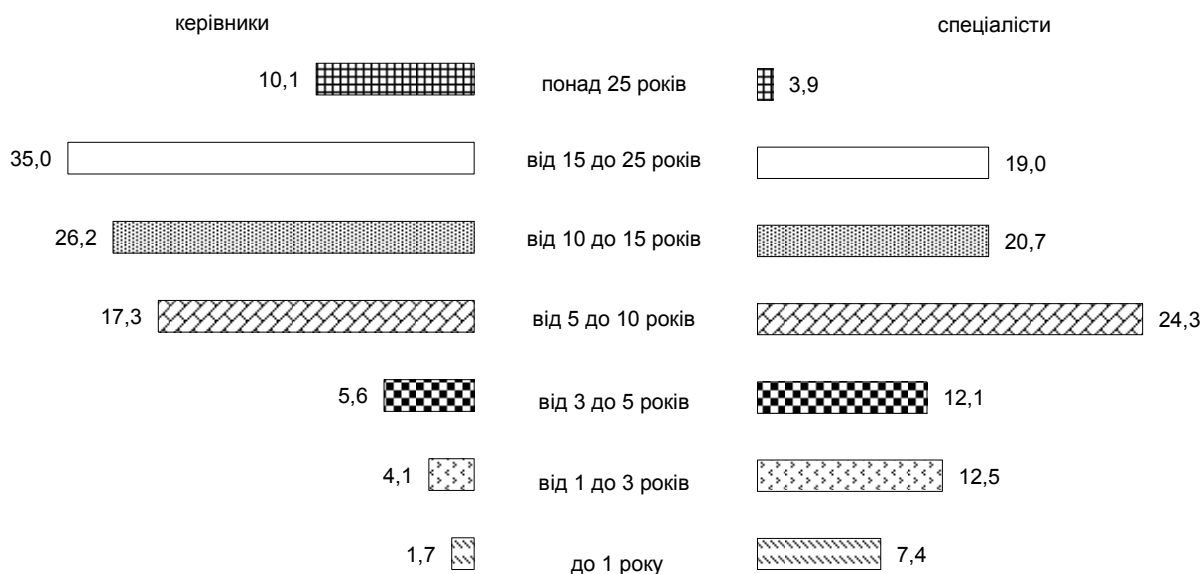 керівники спеціалісти
10,1 понад 25 років 3,9
35,0 від 15 до 25 років 19,0
26,2 від 10 до 15 років 20,7
17,3 від 5 до 10 років 24,3
5,6 від 3 до 5 років 12,1
4,1 від 1 до 3 років 12,5
1,7 до 1 року 7,4